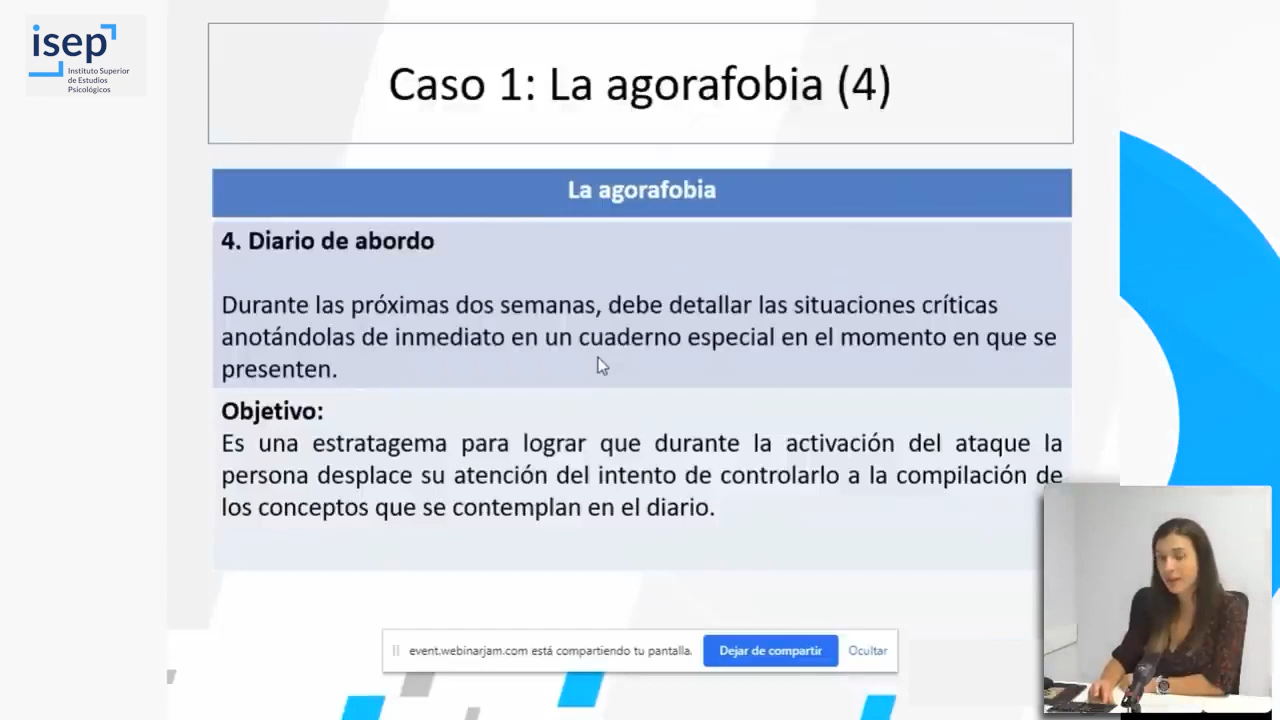 isep
Instituto Superior
de Estudios
Psicológicos
Caso 1: La agorafobia (4)
La agorafobia
4. Diario de abordo
Durante las próximas dos semanas, debe detallar las situaciones críticas
anotándolas de inmediato en un cuaderno especial en el momento en que se
presenten.
Objetivo:
Es una estratagema para lograr que durante la activación del ataque la
persona desplace su atención del intento de controlarlo a la compilación de
los conceptos que se contemplan en el diario.
event.webinarjam.com está compartiendo tu pantalla.
Dejar de compartir
Ocultar